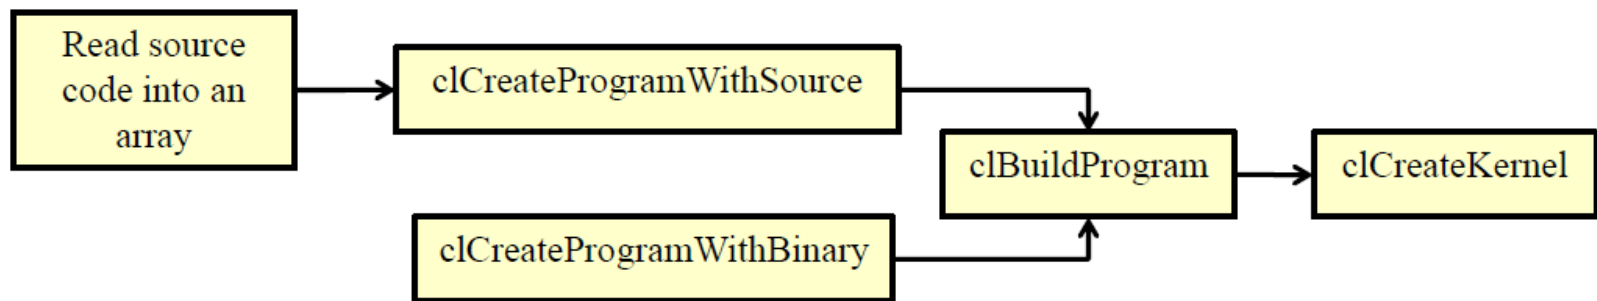 Read source
code into an
array
clCreateProgramWithSource
clBuildProgram
clCreateKernel
clCreateProgramWithBinary